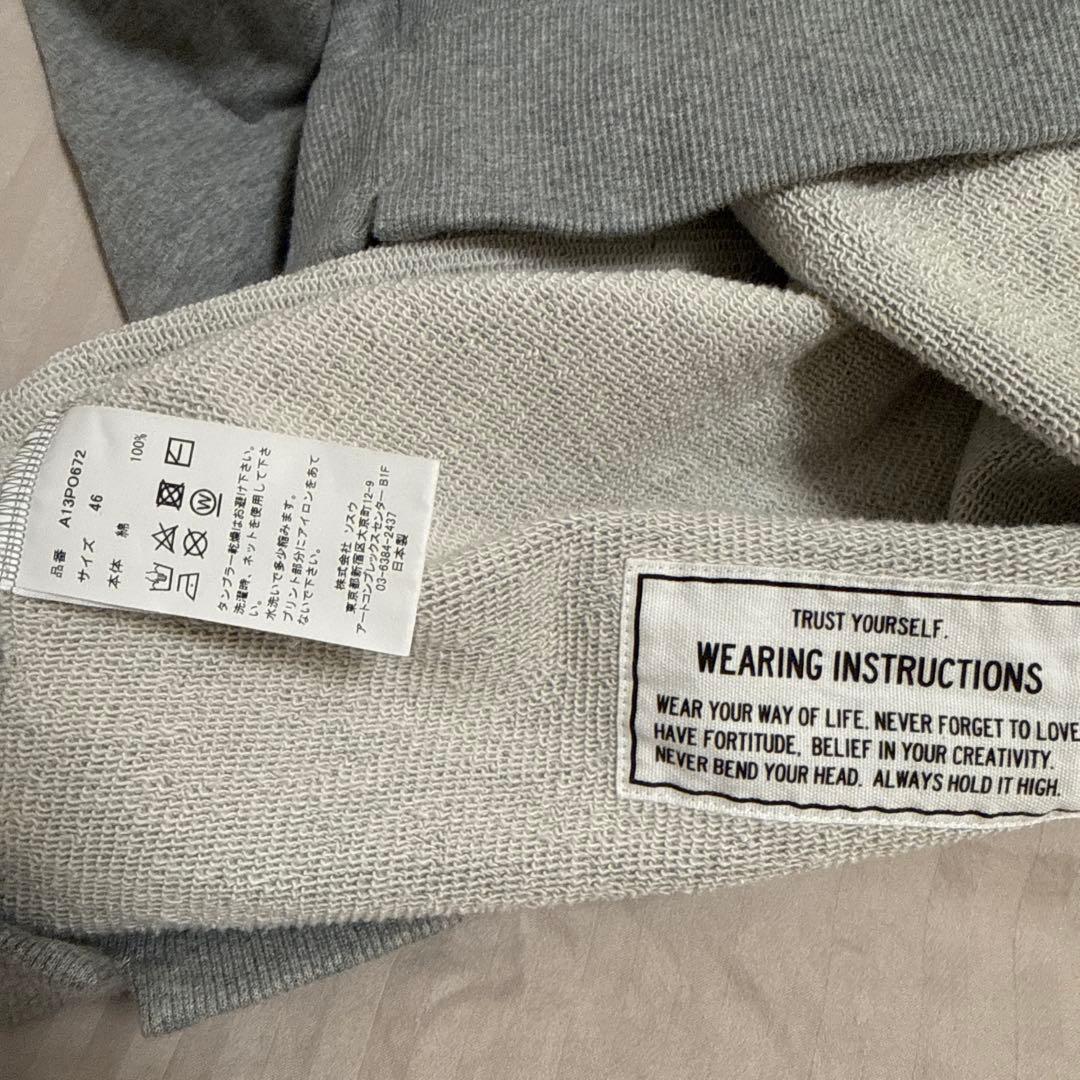 品番 A13PO672
サイズ 46
本体 綿 100%
W
タンブラー乾燥はお避け下さい。
洗濯時、ネットを使用して下さ
い。
水洗いで多少縮みます。
プリント部分にアイロンをあて
ないで下さい。
株式会社 ソスウ
東京都新宿区大京町12-9
アートコンプレックスセンター B1F
03-6384-2437
日本製
TRUST YOURSELF.
WEARING INSTRUCTIONS
WEAR YOUR WAY OF LIFE. NEVER FORGET TO LOVE
HAVE FORTITUDE. BELIEF IN YOUR CREATIVITY.
NEVER BEND YOUR HEAD. ALWAYS HOLD IT HIGH.